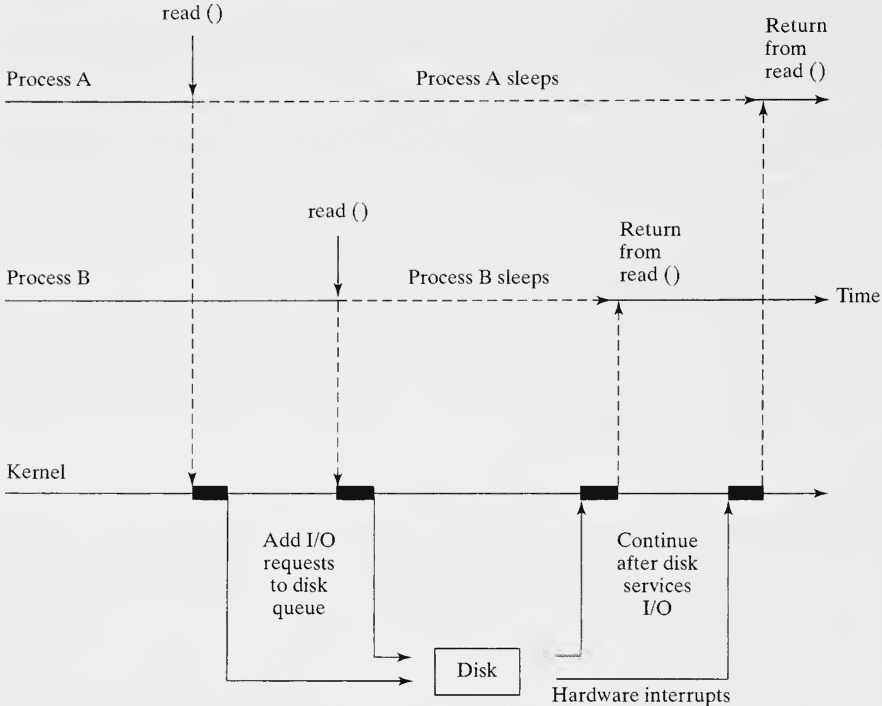 read ()
Return
from
read ()
Process A
Process A sleeps
read ()
Return
from
read ()
Process B
Process B sleeps
Time
Kernel
Add I/O
requests
to disk
queue
Continue
after disk
services
I/O
Disk
Hardware interrupts